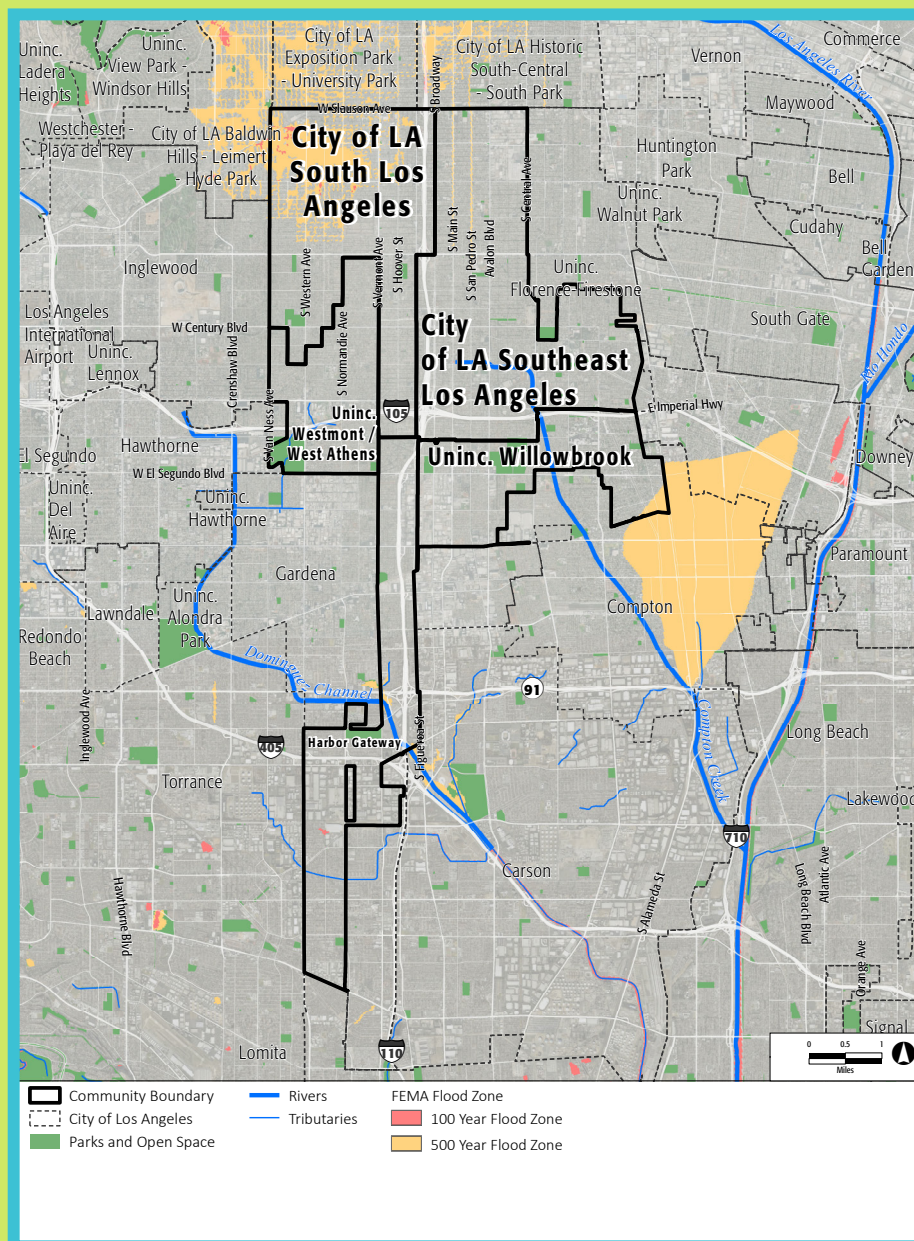 Uninc.
Ladera
Heights
Uninc.
View Park -
Windsor Hills
City of LA
Exposition Park
- University Park
S Broadway
City of LA Historic
South-Central
- South Park
Vernon
Los Angeles River
Commerce
Maywood
W Slauson Ave
Westchester -
Playa del Rey
City of LA Baldwin
Hills - Leimert
- Hyde Park
City of LA
South Los
Angeles
S Central Ave
Huntington
Park
Bell
Uninc.
Walnut Park
Cudahy
Bell
Garden
S Main St
S San Pedro St
Avalon Blvd
S Western Ave
S Vermont Ave
S Hoover St
Inglewood
Uninc.
Florence-Firestone
Los Angeles
International
Airport
Uninc.
Lennox
W Century Blvd
Crenshaw Blvd
S Normandie Ave
City
of LA Southeast
Los Angeles
South Gate
Rio Hondo
S Van Ness Ave
Uninc.
Westmont /
West Athens
105
E Imperial Hwy
Uninc. Willowbrook
El Segundo
Hawthorne
W El Segundo Blvd
Downey
Uninc.
Del
Aire
Uninc.
Hawthorne
Gardena
Paramount
Lawndale
Uninc.
Alondra
Park
Compton
Redondo
Beach
Dominguez Channel
91
Compton Creek
Inglewood Ave
405
Harbor Gateway
S Figueroa St
Long Beach
Torrance
Lakewood
710
Carson
Hawthorne Blvd
S Alameda St
Long Beach Blvd
Atlantic Ave
Orange Ave
Signal
Lomita
110
0 0.5 1
Miles
Community Boundary
City of Los Angeles
Parks and Open Space
Rivers
Tributaries
FEMA Flood Zone
100 Year Flood Zone
500 Year Flood Zone